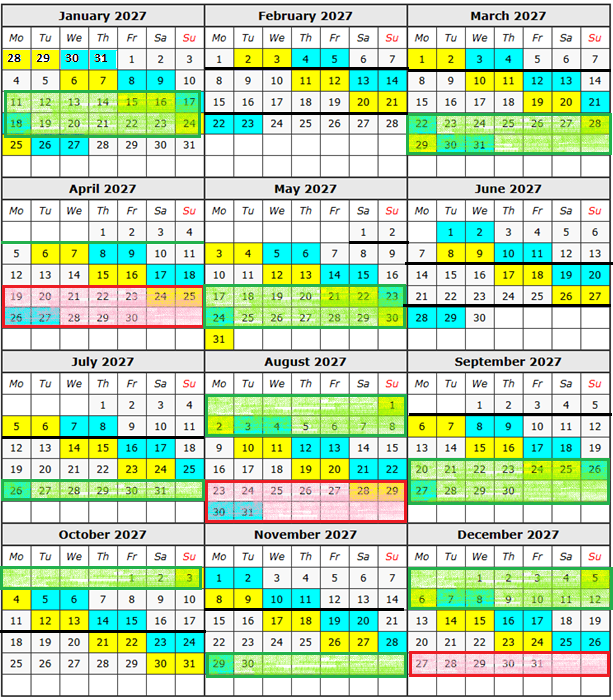 January 2027
Mo Tu We Th Fr Sa Su
28 29 30 31 1 2 3
4 5 6 7 8 9 10
11 12 13 14 15 16 17
18 19 20 21 22 23 24
25 26 27 28 29 30 31
February 2027
Mo Tu We Th Fr Sa Su
1 2 3 4 5 6 7
8 9 10 11 12 13 14
15 16 17 18 19 20 21
22 23 24 25 26 27 28
March 2027
Mo Tu We Th Fr Sa Su
1 2 3 4 5 6 7
8 9 10 11 12 13 14
15 16 17 18 19 20 21
22 23 24 25 26 27 28
29 30 31
April 2027
Mo Tu We Th Fr Sa Su
1 2 3 4
5 6 7 8 9 10 11
12 13 14 15 16 17 18
19 20 21 22 23 24 25
26 27 28 29 30
May 2027
Mo Tu We Th Fr Sa Su
1 2
3 4 5 6 7 8 9
10 11 12 13 14 15 16
17 18 19 20 21 22 23
24 25 26 27 28 29 30
31
June 2027
Mo Tu We Th Fr Sa Su
1 2 3 4 5 6
7 8 9 10 11 12 13
14 15 16 17 18 19 20
21 22 23 24 25 26 27
28 29 30
July 2027
Mo Tu We Th Fr Sa Su
1 2 3 4
5 6 7 8 9 10 11
12 13 14 15 16 17 18
19 20 21 22 23 24 25
26 27 28 29 30 31
August 2027
Mo Tu We Th Fr Sa Su
1
2 3 4 5 6 7 8
9 10 11 12 13 14 15
16 17 18 19 20 21 22
23 24 25 26 27 28 29
30 31
September 2027
Mo Tu We Th Fr Sa Su
1 2 3 4 5
6 7 8 9 10 11 12
13 14 15 16 17 18 19
20 21 22 23 24 25 26
27 28 29 30
October 2027
Mo Tu We Th Fr Sa Su
1 2 3
4 5 6 7 8 9 10
11 12 13 14 15 16 17
18 19 20 21 22 23 24
25 26 27 28 29 30 31
November 2027
Mo Tu We Th Fr Sa Su
1 2 3 4 5 6 7
8 9 10 11 12 13 14
15 16 17 18 19 20 21
22 23 24 25 26 27 28
29 30
December 2027
Mo Tu We Th Fr Sa Su
1 2 3 4 5
6 7 8 9 10 11 12
13 14 15 16 17 18 19
20 21 22 23 24 25 26
27 28 29 30 31